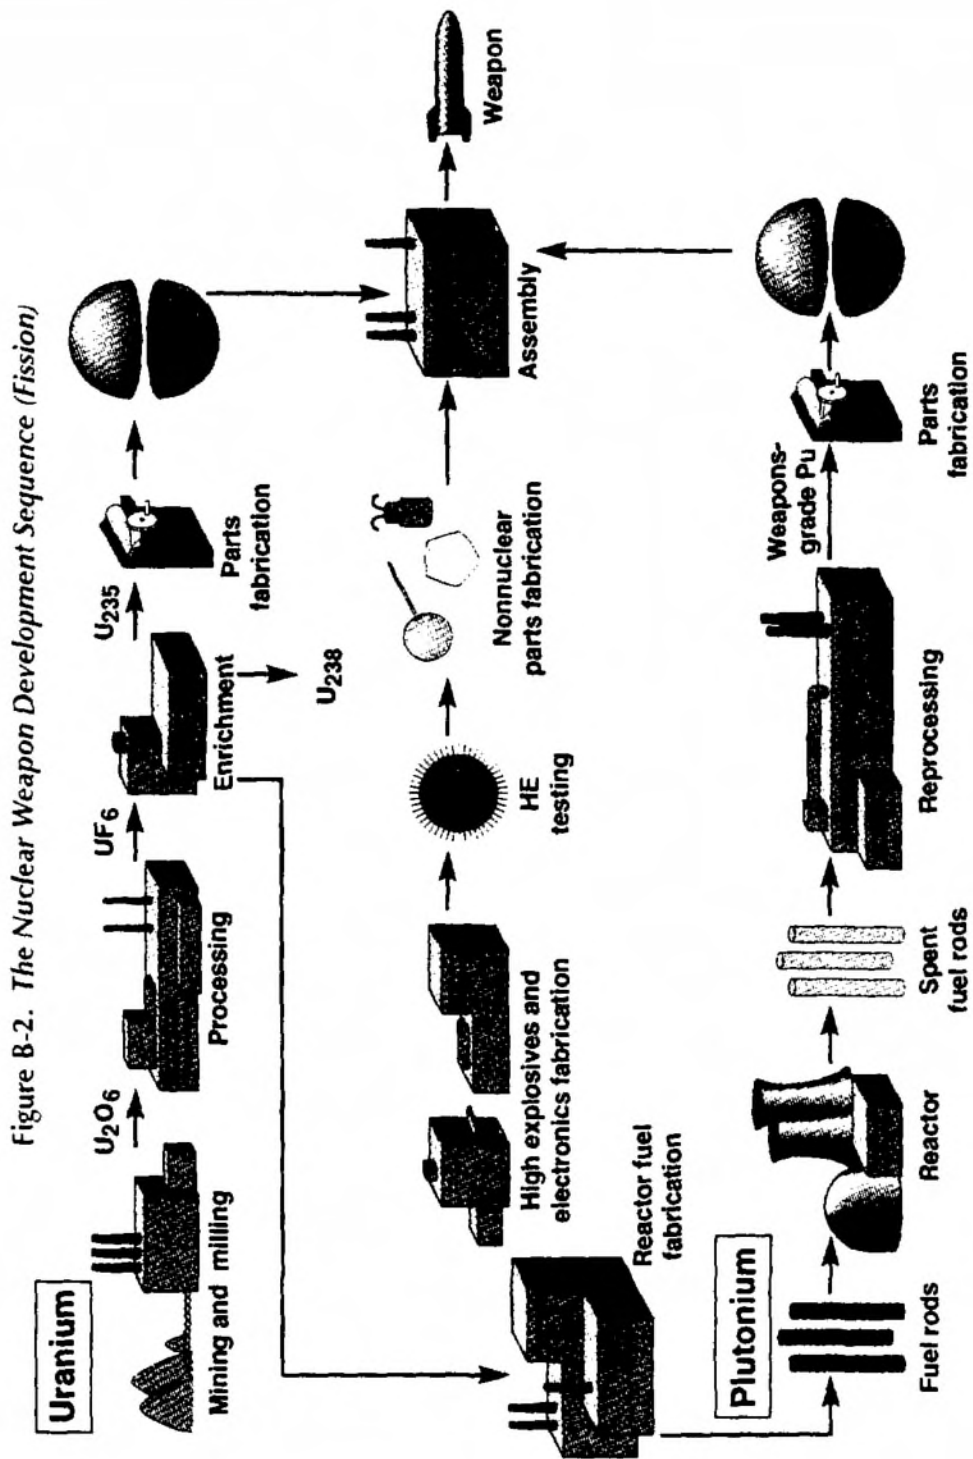 Figure B-2. The Nuclear Weapon Development Sequence (Fission)
Uranium
Mining and milling
U2O6
Processing
UF6
Enrichment
U235
U238
Parts
fabrication
High explosives and
electronics fabrication
HE
testing
Nonnuclear
parts fabrication
Assembly
Weapon
Reactor fuel
fabrication
Plutonium
Fuel rods
Reactor
Spent
fuel rods
Reprocessing
Weapons-
grade Pu
Parts
fabrication